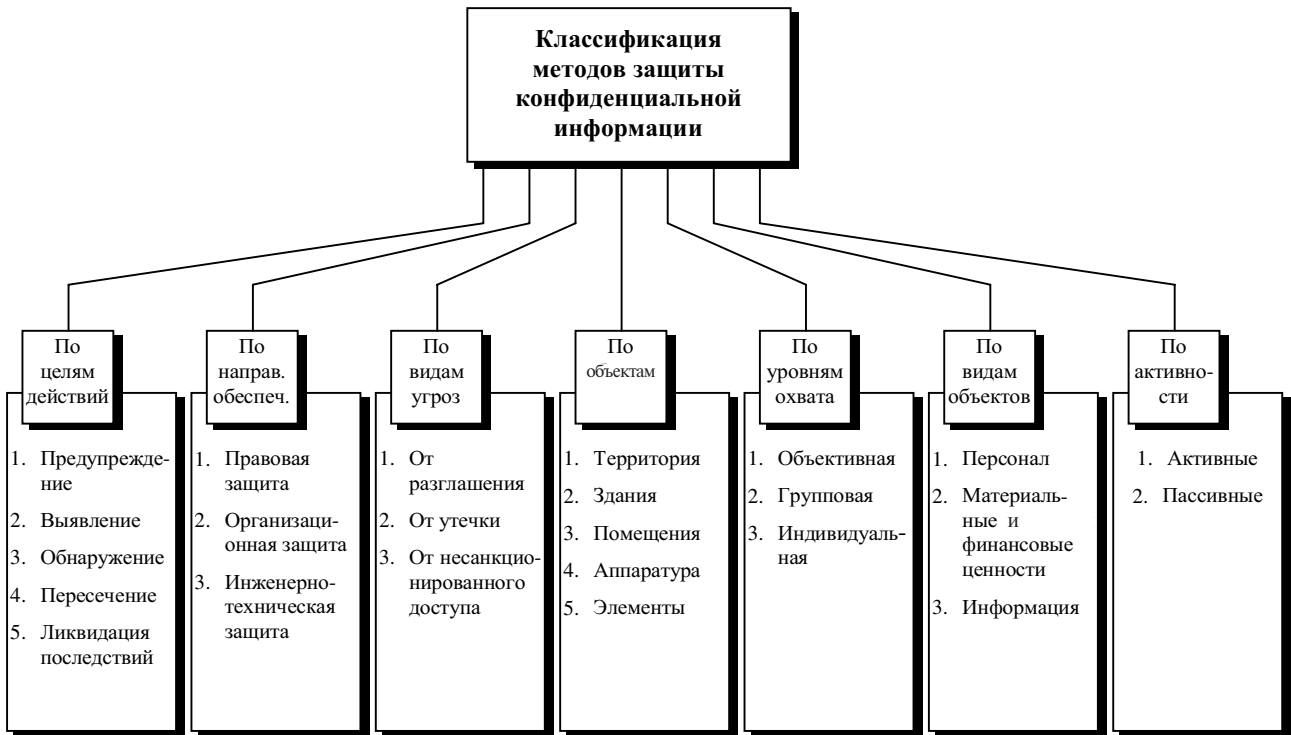 Классификация
методов защиты
конфиденциальной
информации
По
целям
действий
1. Предупрежде-
ние
2. Выявление
3. Обнаружение
4. Пересечение
5. Ликвидация
последствий
По
направ.
обеспеч.
1. Правовая
защита
2. Организаци-
онная защита
3. Инженерно-
техническая
защита
По
видам
угроз
1. От
разглашения
2. От утечки
3. От несанкцио-
нированного
доступа
По
объектам
1. Территория
2. Здания
3. Помещения
4. Аппаратура
5. Элементы
По
уровням
охвата
1. Объективная
2. Групповая
3. Индивидуаль-
ная
По
видам
объектов
1. Персонал
2. Материаль-
ные и
финансовые
ценности
3. Информация
По
активно-
сти
1. Активные
2. Пассивные